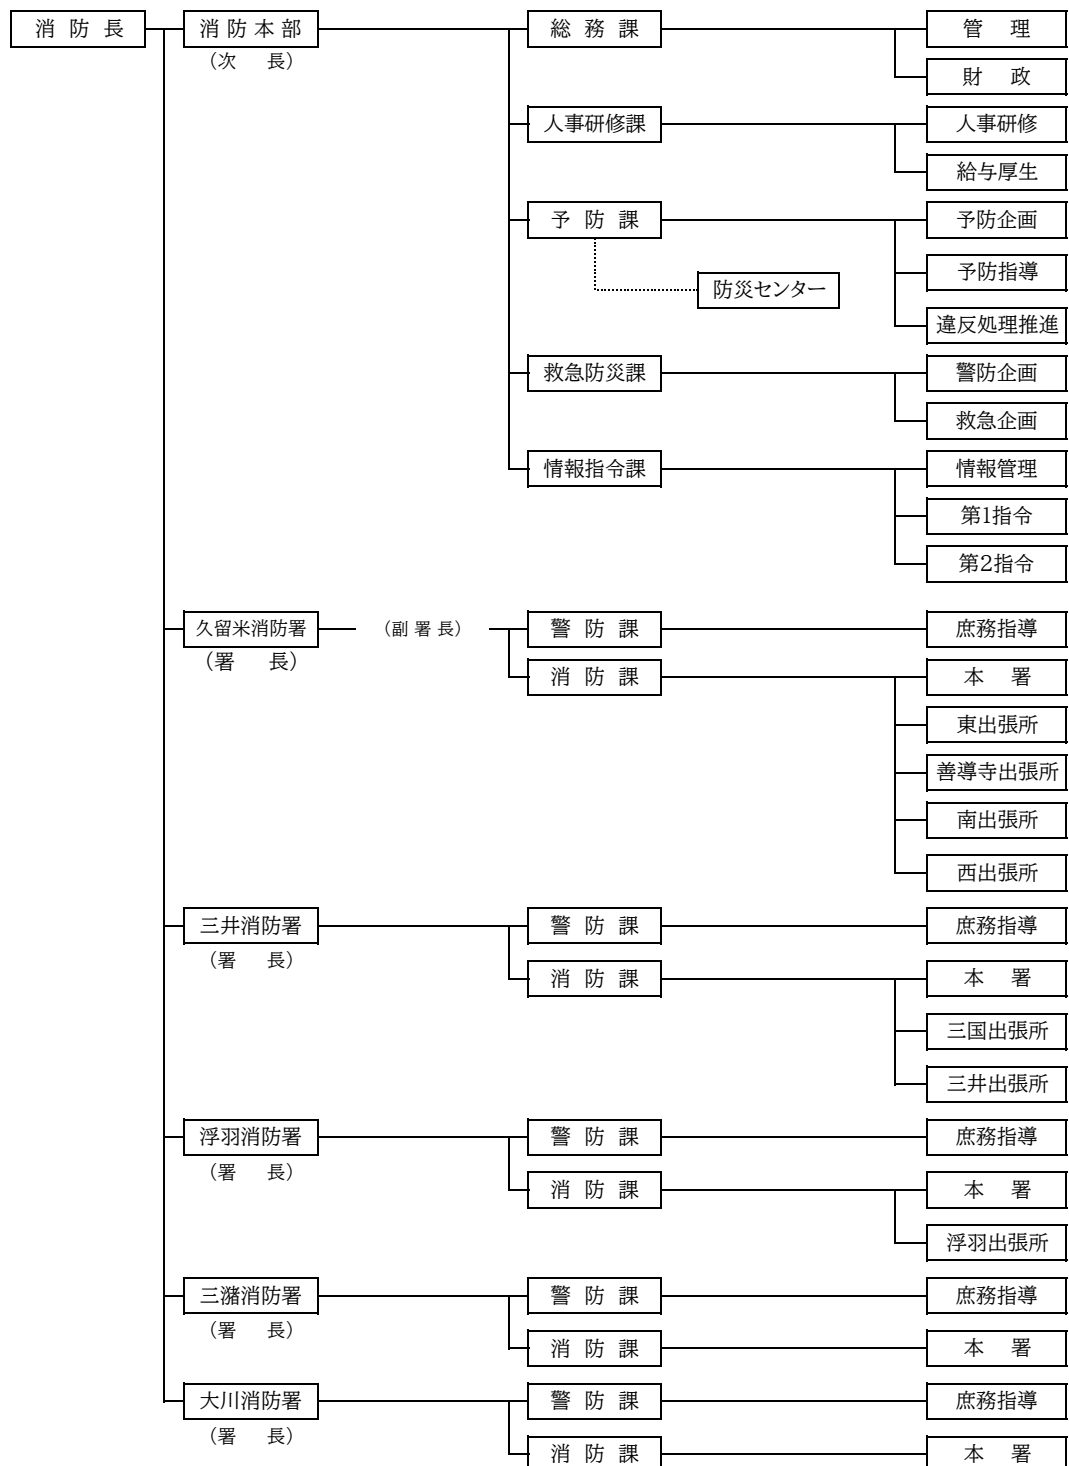 消防長 消防本部 総務課 管理
（次 長）
財政
人事研修課 人事研修
給与厚生
予防課 予防企画
予防指導
防災センター
違反処理推進
救急防災課 警防企画
救急企画
情報指令課 情報管理
第1指令
第2指令
久留米消防署 （副署長） 警防課 庶務指導
（署 長）
消防課 本署
東出張所
善導寺出張所
南出張所
西出張所
三井消防署 警防課 庶務指導
（署 長）
消防課 本署
三国出張所
三井出張所
浮羽消防署 警防課 庶務指導
（署 長）
消防課 本署
浮羽出張所
三潴消防署 警防課 庶務指導
（署 長）
消防課 本署
大川消防署 警防課 庶務指導
（署 長）
消防課 本署